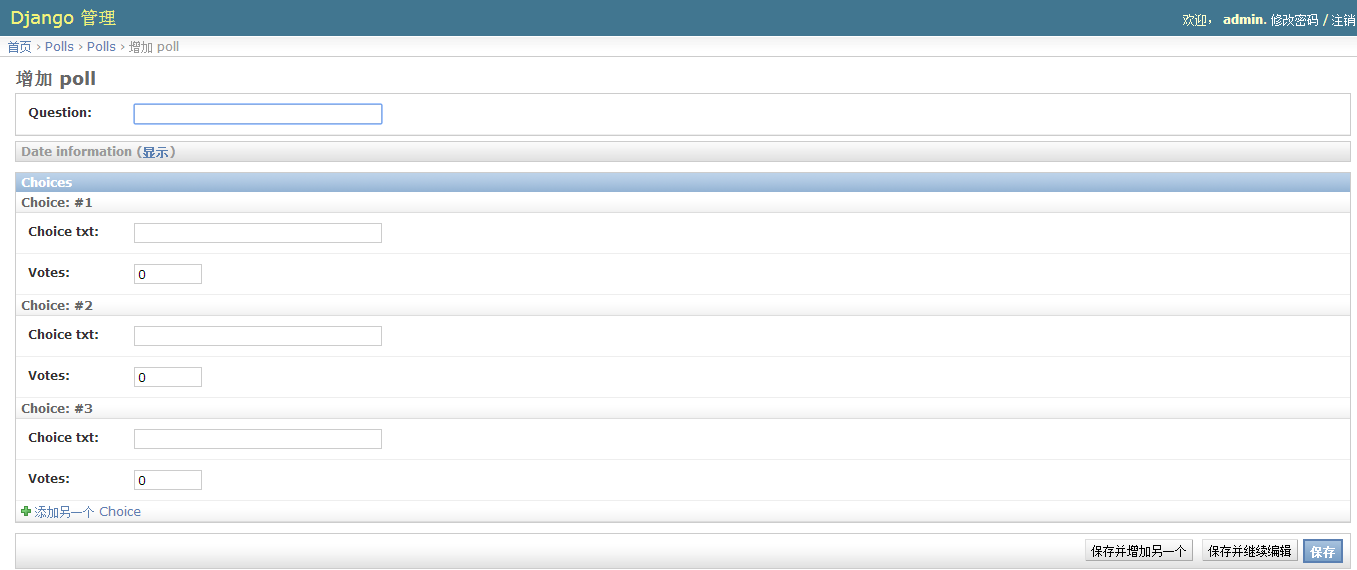 Django 管理
欢迎， admin. 修改密码 / 注销
首页 › Polls › Polls › 增加 poll
增加 poll
Question:
Date information (显示)
Choices
Choice: #1
Choice txt:
Votes: 0
Choice: #2
Choice txt:
Votes: 0
Choice: #3
Choice txt:
Votes: 0
添加另一个 Choice
保存并增加另一个 保存并继续编辑 保存